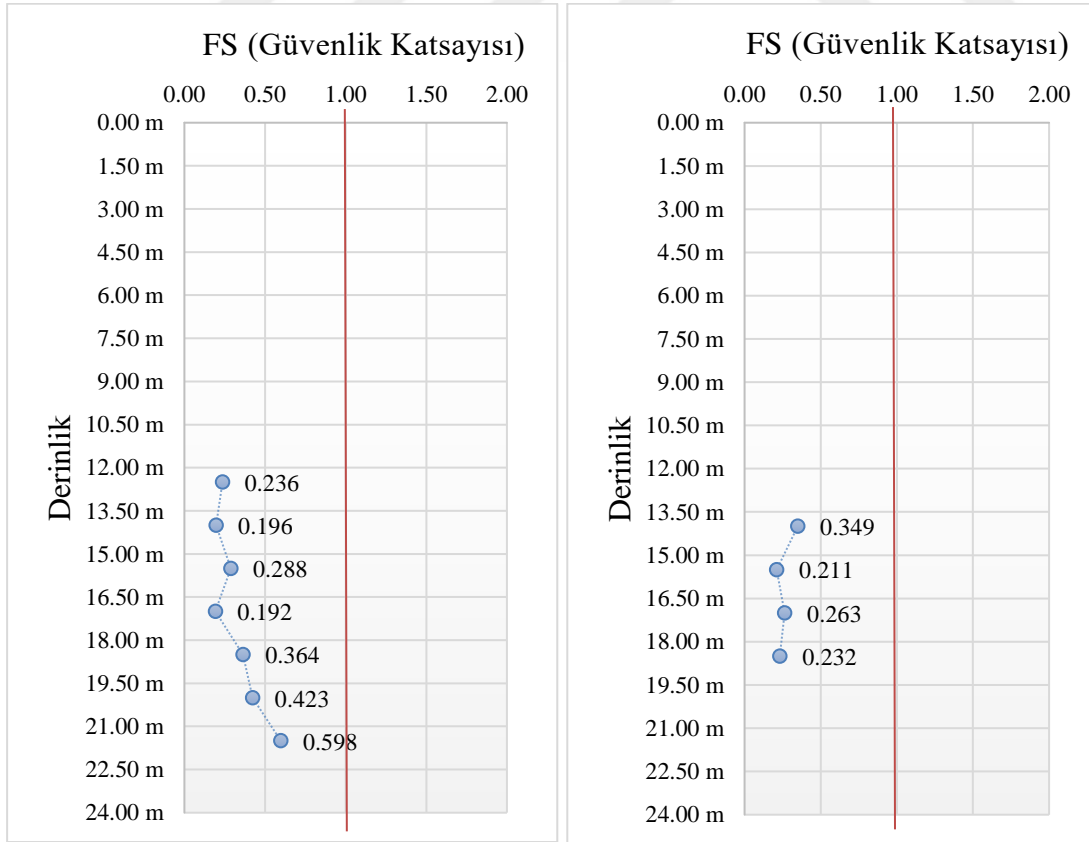 FS (Güvenlik Katsayısı)
0.00 0.50 1.00 1.50 2.00
0.00 m
1.50 m
3.00 m
4.50 m
6.00 m
7.50 m
9.00 m
10.50 m
12.00 m
13.50 m
15.00 m
16.50 m
18.00 m
19.50 m
21.00 m
22.50 m
24.00 m
Derinlik
0.236
0.196
0.288
0.192
0.364
0.423
0.598
FS (Güvenlik Katsayısı)
0.00 0.50 1.00 1.50 2.00
0.00 m
1.50 m
3.00 m
4.50 m
6.00 m
7.50 m
9.00 m
10.50 m
12.00 m
13.50 m
15.00 m
16.50 m
18.00 m
19.50 m
21.00 m
22.50 m
24.00 m
Derinlik
0.349
0.211
0.263
0.232